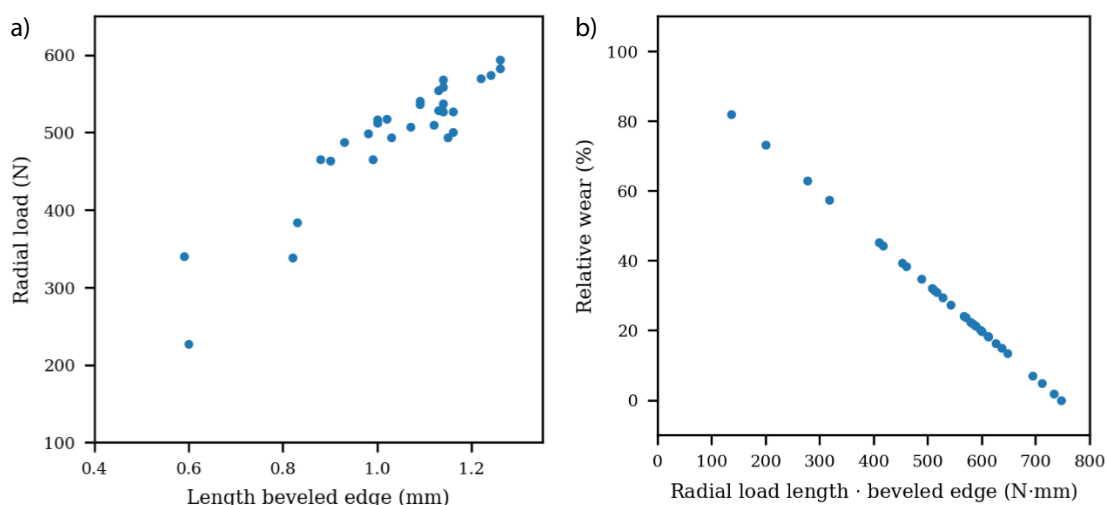 a)
600
500
400
300
200
100
Radial load (N)
0.4 0.6 0.8 1.0 1.2
Length beveled edge (mm)
b)
100
80
60
40
20
0
Relative wear (%)
0 100 200 300 400 500 600 700 800
Radial load length · beveled edge (N·mm)